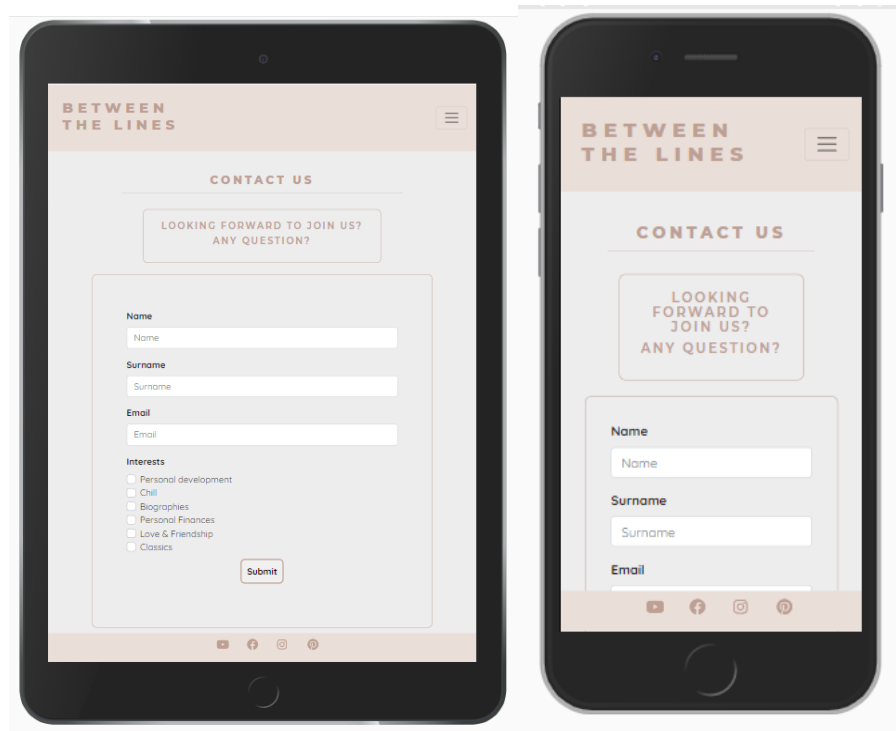 BETWEEN
THE LINES
CONTACT US
LOOKING FORWARD TO JOIN US?
ANY QUESTION?
Name
Name
Surname
Surname
Email
Email
Interests
Personal development
Chill
Biographies
Personal Finances
Love & Friendship
Classics
Submit
BETWEEN
THE LINES
CONTACT US
LOOKING
FORWARD TO
JOIN US?
ANY QUESTION?
Name
Name
Surname
Surname
Email